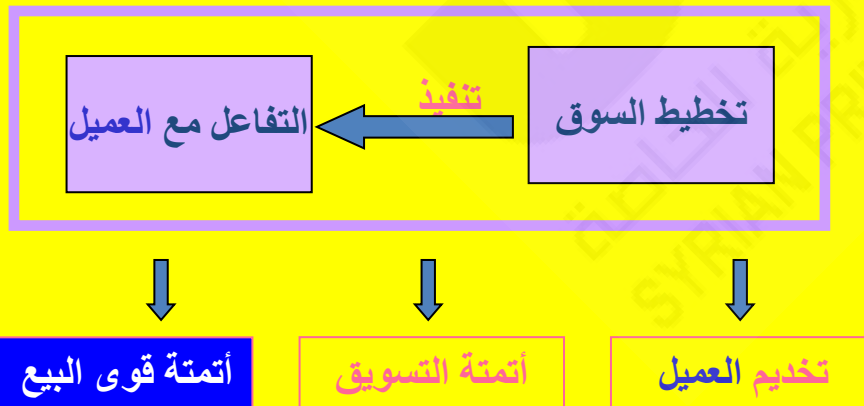 تخطيط السوق
تنفيذ
التفاعل مع العميل
تخديم العميل
أتمتة التسويق
أتمتة قوى البيع